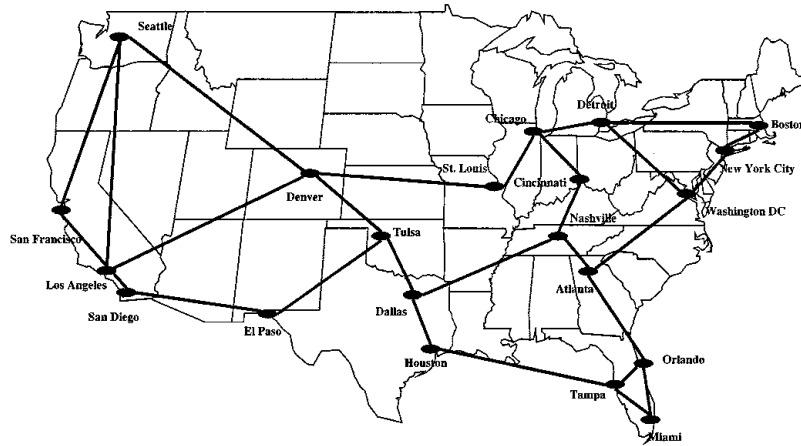 Seattle
Chicago
Detroit
Boston
St. Louis
Cincinnati
New York City
Denver
Washington DC
Nashville
Tulsa
San Francisco
Los Angeles
Atlanta
San Diego
Dallas
El Paso
Houston
Orlando
Tampa
Miami